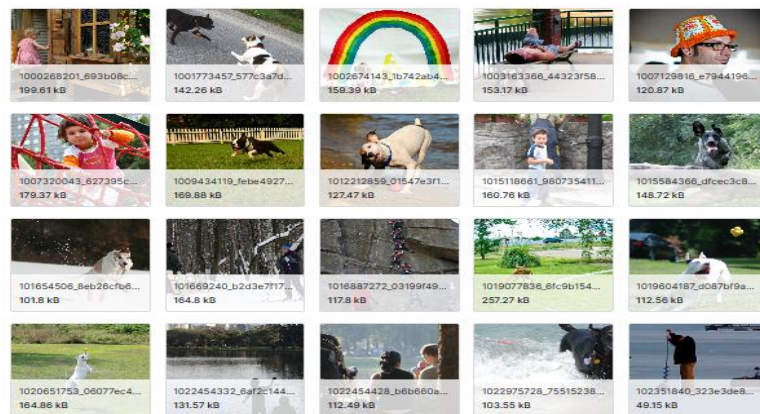 1000268201_693b08c...
199.61 kB
1001773457_577c3a7d...
142.26 kB
1002674143_1b742ab4...
159.39 kB
1003163366_44323f58...
153.17 kB
1007129816_e7944196...
120.87 kB
1007320043_627395c...
179.37 kB
1009434119_febe4927...
169.88 kB
1012212859_01547e3f1...
127.47 kB
1015118661_980735411...
160.76 kB
1015584366_dfcec3c8...
148.72 kB
101654506_8eb26cfb6...
101.8 kB
101669240_b2d3e7f17...
164.8 kB
1016887272_03199f49...
117.8 kB
1019077836_6fc9b154...
257.27 kB
1019604187_d087bf9a...
112.56 kB
1020651753_06077ec4...
164.86 kB
1022454332_6af2c144...
131.57 kB
1022454428_b6b660a...
112.49 kB
1022975728_75515238...
103.55 kB
102351840_323e3de8...
49.15 kB